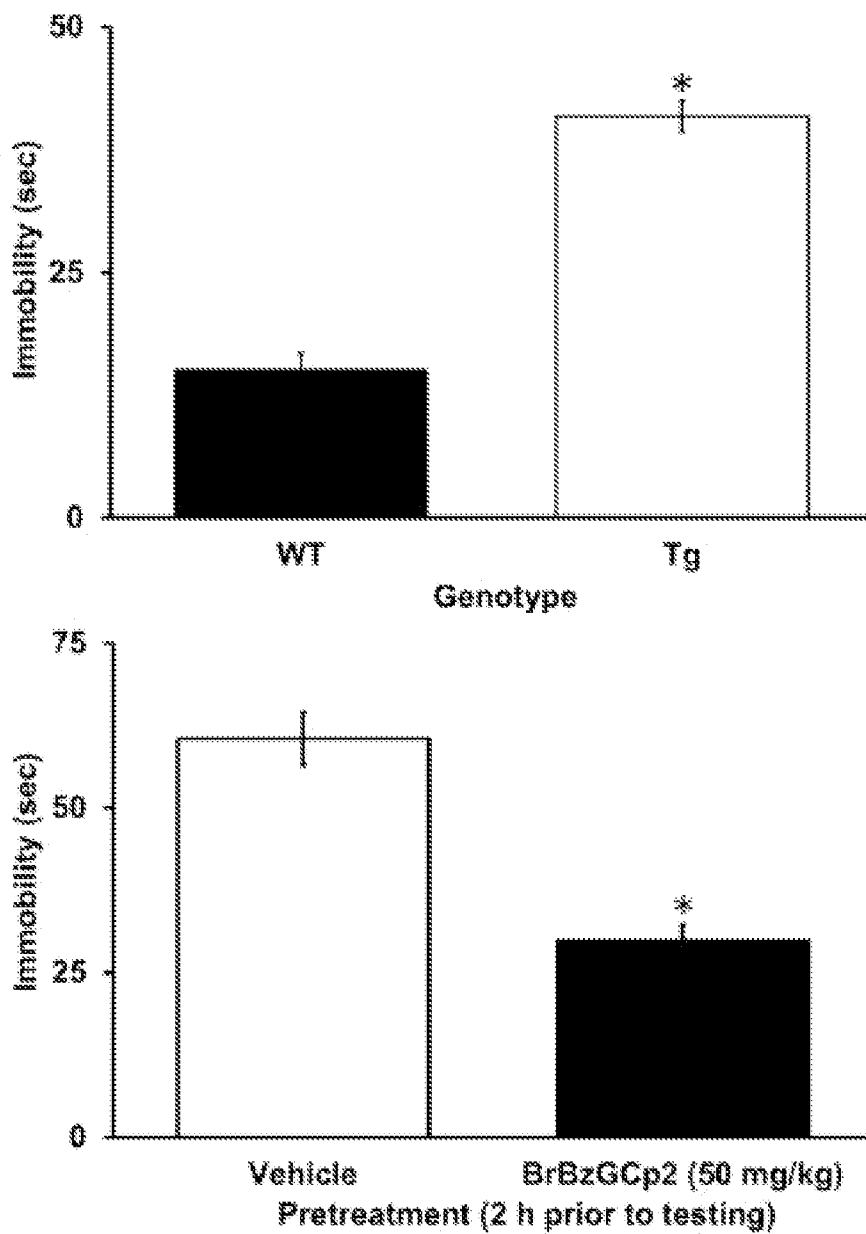 50
*
Immobility (sec)
25
0
WT Tg
Genotype
75
Immobility (sec)
50
*
25
0
Vehicle BrBzGCp2 (50 mg/kg)
Pretreatment (2 h prior to testing)